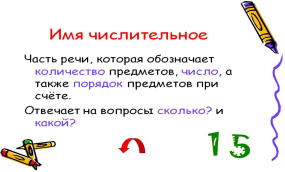 Имя числительное
Часть речи, которая обозначает
количество предметов, число, а
также порядок предметов при
счёте.
Отвечает на вопросы: сколько? и
какой?
15